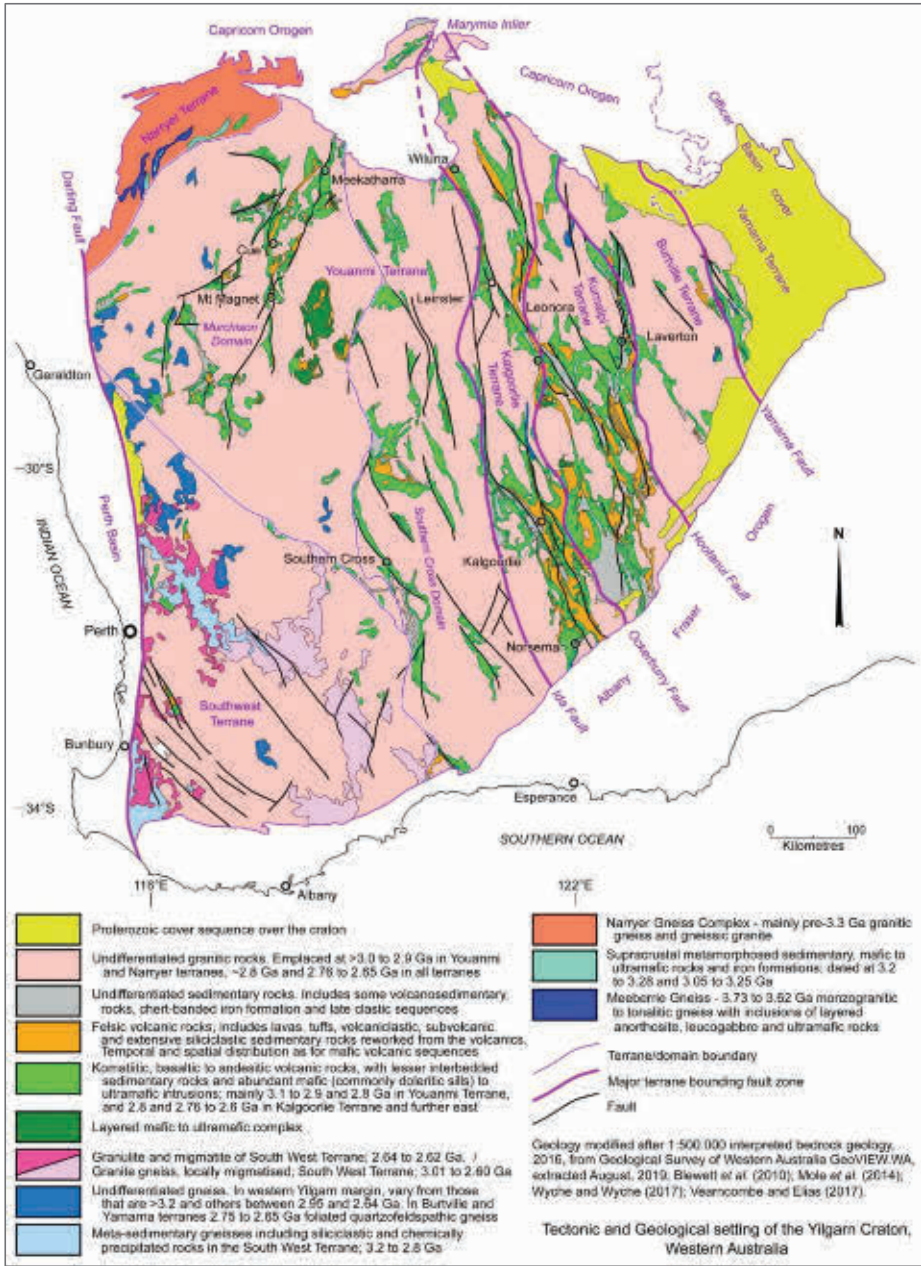 Capricorn Orogen
Marymia Inlier
Capricorn Orogen
Officer
Basin
cover
Narryer Terrane
Yamarna Terrane
Wiluna
Meekatharra
Darling Fault
Cue
Youanmi Terrane
Burtville Terrane
Mt Magnet
Leinster
Kurnalpi
Terrane
Murchison
Domain
Leonora
Laverton
Geraldton
Kalgoorlie
Terrane
Yamarna Fault
30°S
Perth Basin
Orogen
INDIAN OCEAN
Southern Cross
Southern Cross Domain
Kalgoorlie
Hootanui Fault
N
Fraser
Perth
Norseman
Ockerburry Fault
Albany
Ida Fault
Southwest
Terrane
Bunbury
Esperance
34°S
SOUTHERN OCEAN
0 100
Kilometres
116°E
122°E
Albany
Proterozoic cover sequence over the craton
Undifferentiated granitic rocks. Emplaced at >3.0 to 2.9 Ga in Youanmi
and Narryer terranes, ~2.8 Ga and 2.76 to 2.65 Ga in all terranes
Undifferentiated sedimentary rocks. Includes some volcanosedimentary
rocks, chert-banded iron formation and late clastic sequences
Felsic volcanic rocks, includes lavas, tuffs, volcaniclastic, subvolcanic
and extensive siliciclastic sedimentary rocks reworked from the volcanics.
Temporal and spatial distribution as for mafic volcanic sequences
Komatiitic, basaltic to andesitic volcanic rocks, with lesser interbedded
sedimentary rocks and abundant mafic (commonly doleritic sills) to
ultramafic intrusions; mainly 3.1 to 2.9 and 2.8 Ga in Youanmi Terrane,
and 2.8 and 2.76 to 2.6 Ga in Kalgoorlie Terrane and further east
Layered mafic to ultramafic complex
Granulite and migmatite of South West Terrane; 2.64 to 2.62 Ga. /
Granite gneiss, locally migmatised; South West Terrane; 3.01 to 2.60 Ga
Undifferentiated gneiss. In western Yilgarn margin, vary from those
that are >3.2 and others between 2.95 and 2.64 Ga. In Burtville and
Yamarna terranes 2.75 to 2.65 Ga foliated quartzofeldspathic gneiss
Meta-sedimentary gneisses including siliciclastic and chemically
precipitated rocks in the South West Terrane; 3.2 to 2.8 Ga
Narryer Gneiss Complex - mainly pre-3.3 Ga granitic
gneiss and gneissic granite
Supracrustal metamorphosed sedimentary, mafic to
ultramafic rocks and iron formations; dated at 3.2
to 3.28 and 3.05 to 3.25 Ga
Meeberrie Gneiss - 3.73 to 3.62 Ga monzogranitic
to tonalitic gneiss with inclusions of layered
anorthosite, leucogabbro and ultramafic rocks
Terrane/domain boundary
Major terrane bounding fault zone
Fault
Geology modified after 1:500 000 interpreted bedrock geology,
2016, from Geological Survey of Western Australia GeoVIEW.WA,
extracted August, 2019; Blewett et al. (2010); Mole et al. (2014);
Wyche and Wyche (2017); Vearncombe and Elias (2017).
Tectonic and Geological setting of the Yilgarn Craton,
Western Australia